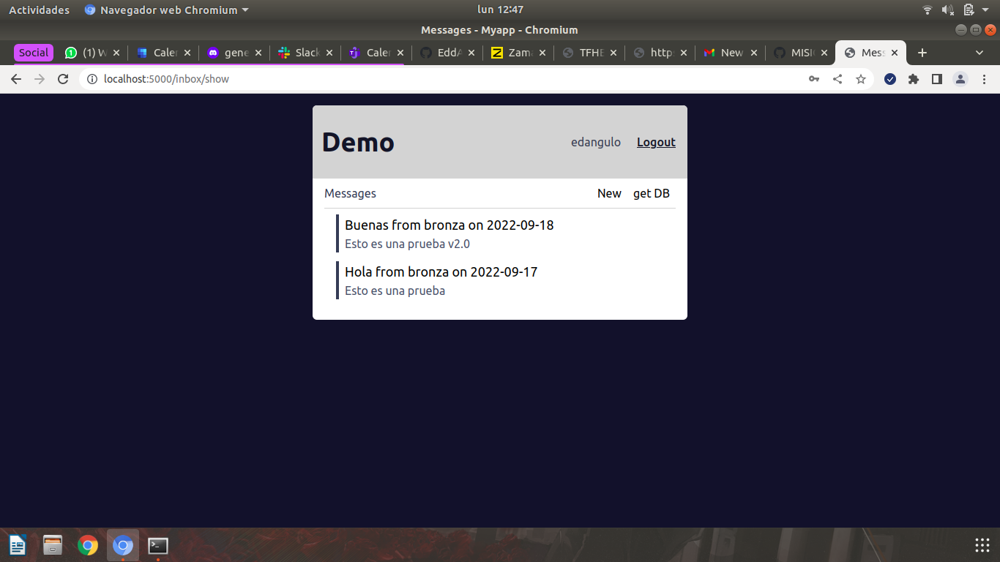 Actividades Navegador web Chromium lun 12:47
Messages - Myapp - Chromium
Social (1) W Caler gene Slack Caler EddA Zama TFHE http New MISI Mess
localhost:5000/inbox/show
Demo edangulo Logout
Messages New get DB
Buenas from bronza on 2022-09-18
Esto es una prueba v2.0
Hola from bronza on 2022-09-17
Esto es una prueba